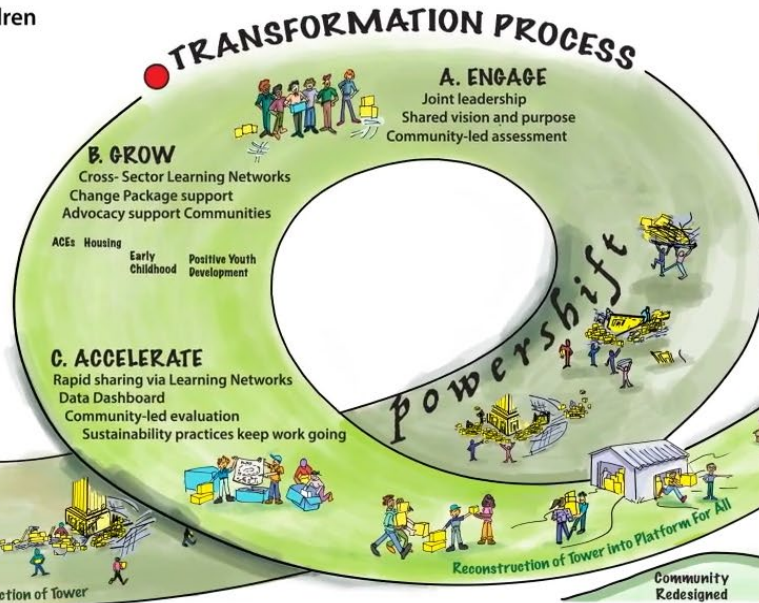 dren
TRANSFORMATION PROCESS
A. ENGAGE
Joint leadership
Shared vision and purpose
Community-led assessment
B. GROW
Cross- Sector Learning Networks
Change Package support
Advocacy support Communities
ACEs Housing
Early
Childhood
Positive Youth
Development
powershift
C. ACCELERATE
Rapid sharing via Learning Networks
Data Dashboard
Community-led evaluation
Sustainability practices keep work going
Reconstruction of Tower into Platform For All
ction of Tower
Community
Redesigned